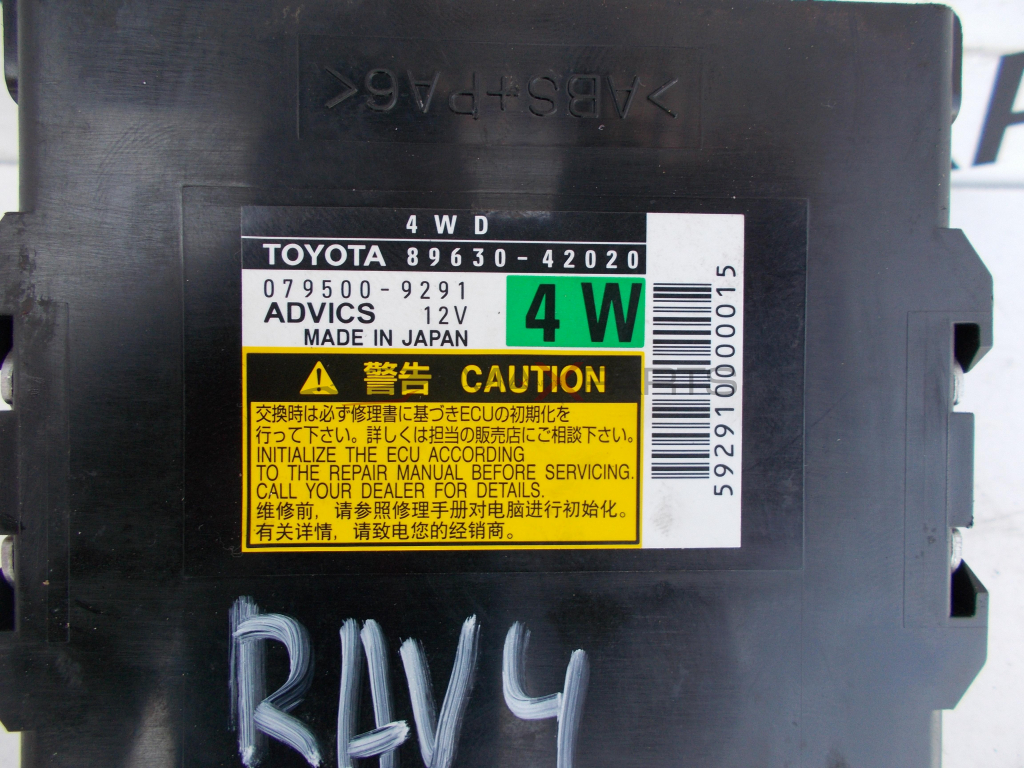 >ABS+PA6<
4WD
TOYOTA 89630-42020
079500-9291
4W
ADVICS 12V
MADE IN JAPAN
警告 CAUTION
交換時は必ず修理書に基づきECUの初期化を
行って下さい。詳しくは担当の販売店にご相談下さい。
INITIALIZE THE ECU ACCORDING
TO THE REPAIR MANUAL BEFORE SERVICING.
CALL YOUR DEALER FOR DETAILS.
维修前，请参照修理手册对电脑进行初始化。
有关详情，请致电您的经销商。
592910000015
RAV4